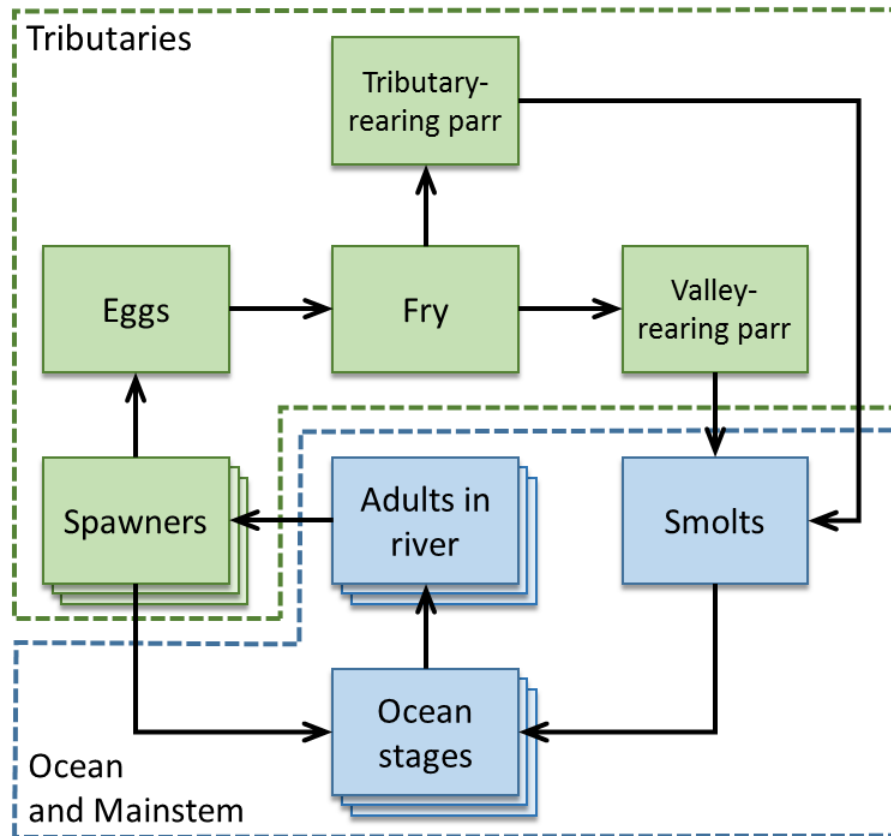 Tributaries
Tributary-
rearing parr
Eggs
Fry
Valley-
rearing parr
Spawners
Adults in
river
Smolts
Ocean
stages
Ocean
and Mainstem